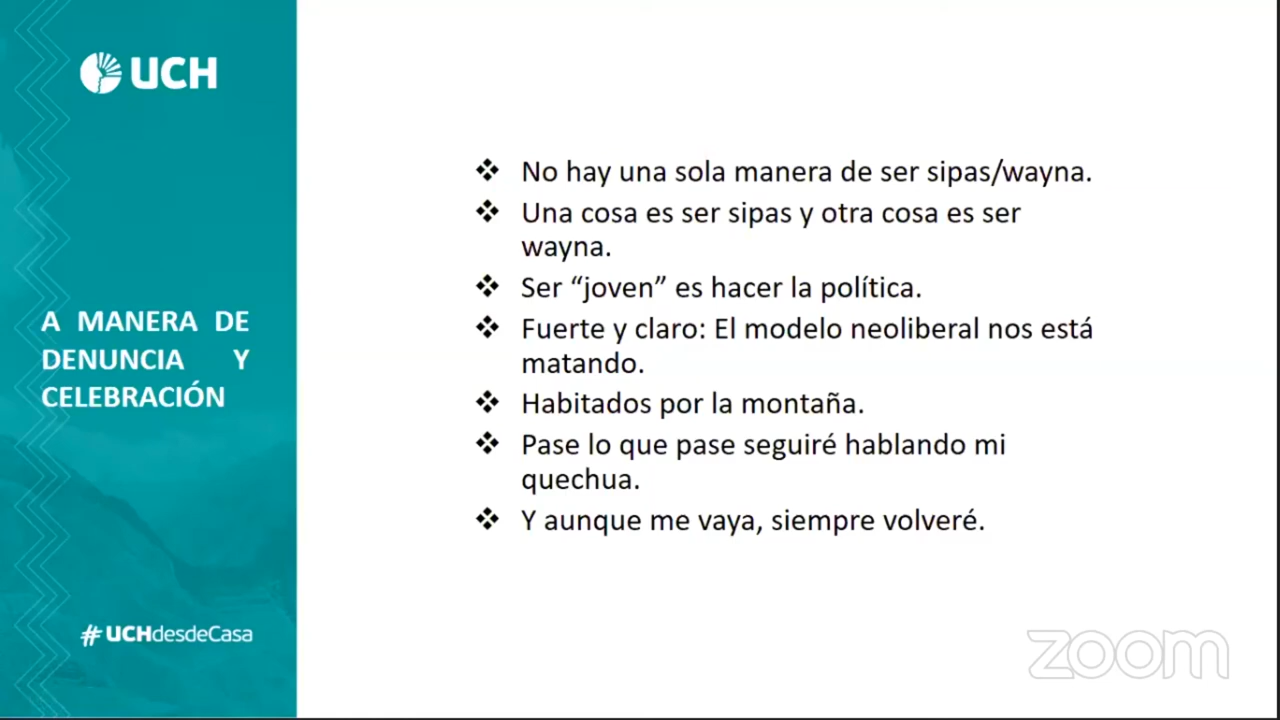 UCH
A MANERA DE
DENUNCIA Y
CELEBRACIÓN
#UCHdesdeCasa
❖ No hay una sola manera de ser sipas/wayna.
❖ Una cosa es ser sipas y otra cosa es ser
wayna.
❖ Ser “joven” es hacer la política.
❖ Fuerte y claro: El modelo neoliberal nos está
matando.
❖ Habitados por la montaña.
❖ Pase lo que pase seguiré hablando mi
quechua.
❖ Y aunque me vaya, siempre volveré.
zoom